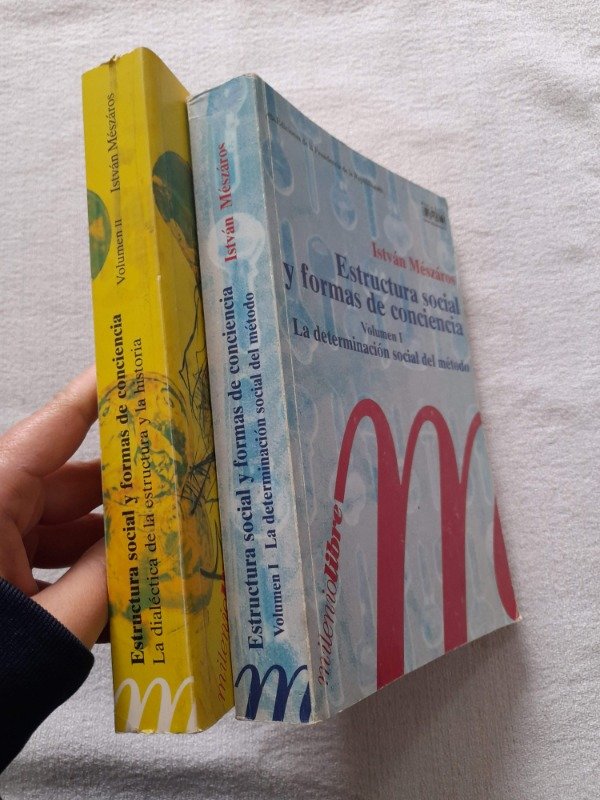 Estructura social y formas de conciencia
La dialéctica de la estructura y la historia
Volumen II
István Mészáros
milenio
m
Estructura social y formas de conciencia
Volumen I La determinación social del método
István Mészáros
m
István Mészáros
Estructura social
y formas de conciencia
Volumen I
La determinación social del método
m
mileniolibre